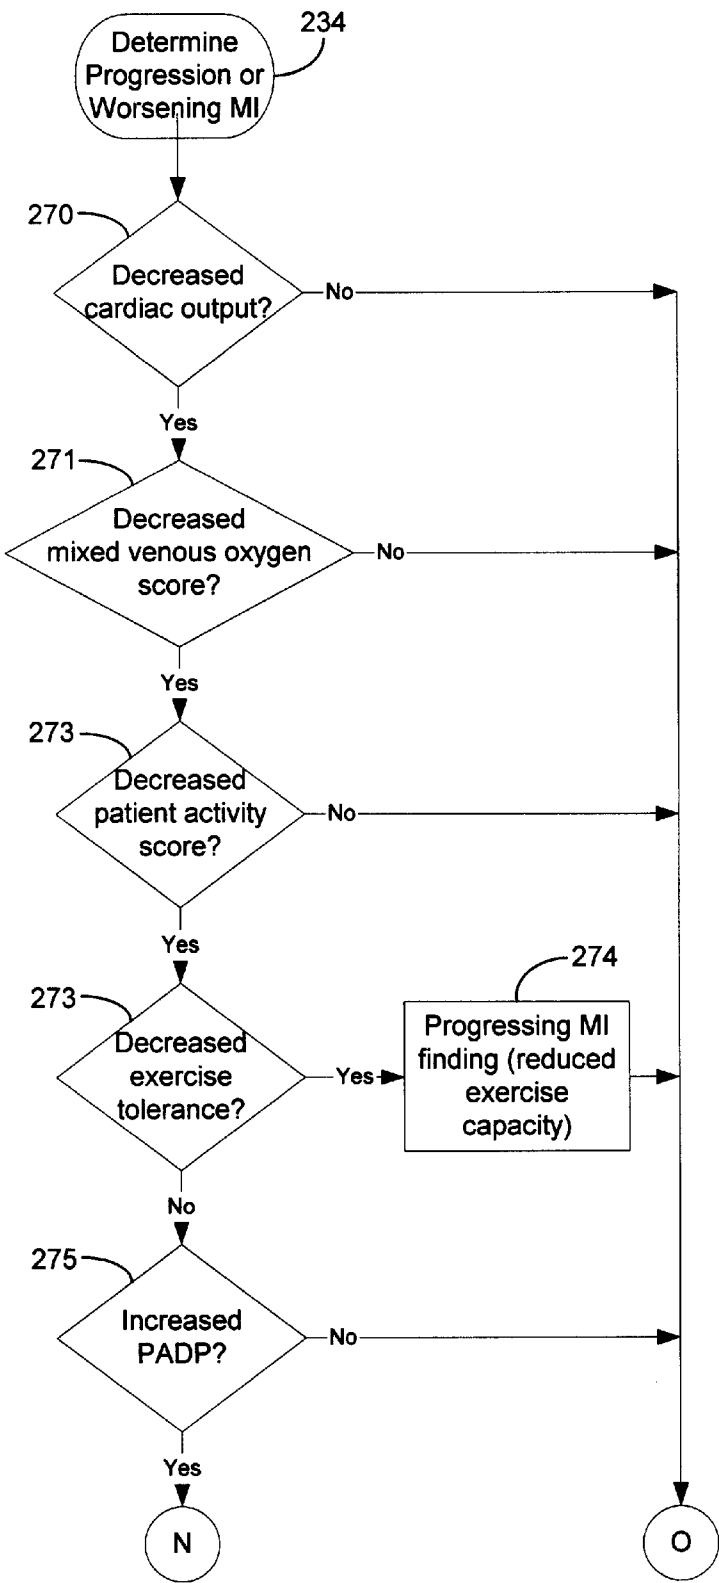 Determine
Progression or
Worsening MI
234
270
Decreased
cardiac output?
No
Yes
271
Decreased
mixed venous oxygen
score?
No
Yes
273
Decreased
patient activity
score?
No
Yes
273
Decreased
exercise
tolerance?
Yes
274
Progressing MI
finding (reduced
exercise
capacity)
No
275
Increased
PADP?
No
Yes
N
O